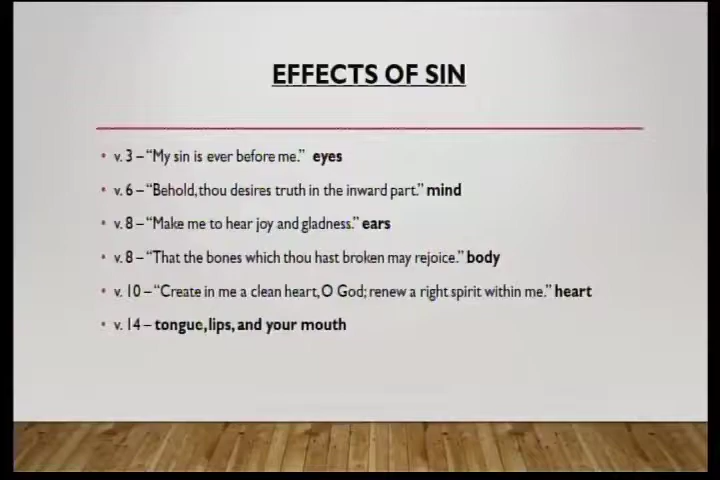 EFFECTS OF SIN
• v. 3 – “My sin is ever before me.” eyes
• v. 6 – “Behold, thou desires truth in the inward part.” mind
• v. 8 – “Make me to hear joy and gladness.” ears
• v. 8 – “That the bones which thou hast broken may rejoice.” body
• v. 10 – “Create in me a clean heart, O God; renew a right spirit within me.” heart
• v. 14 – tongue, lips, and your mouth